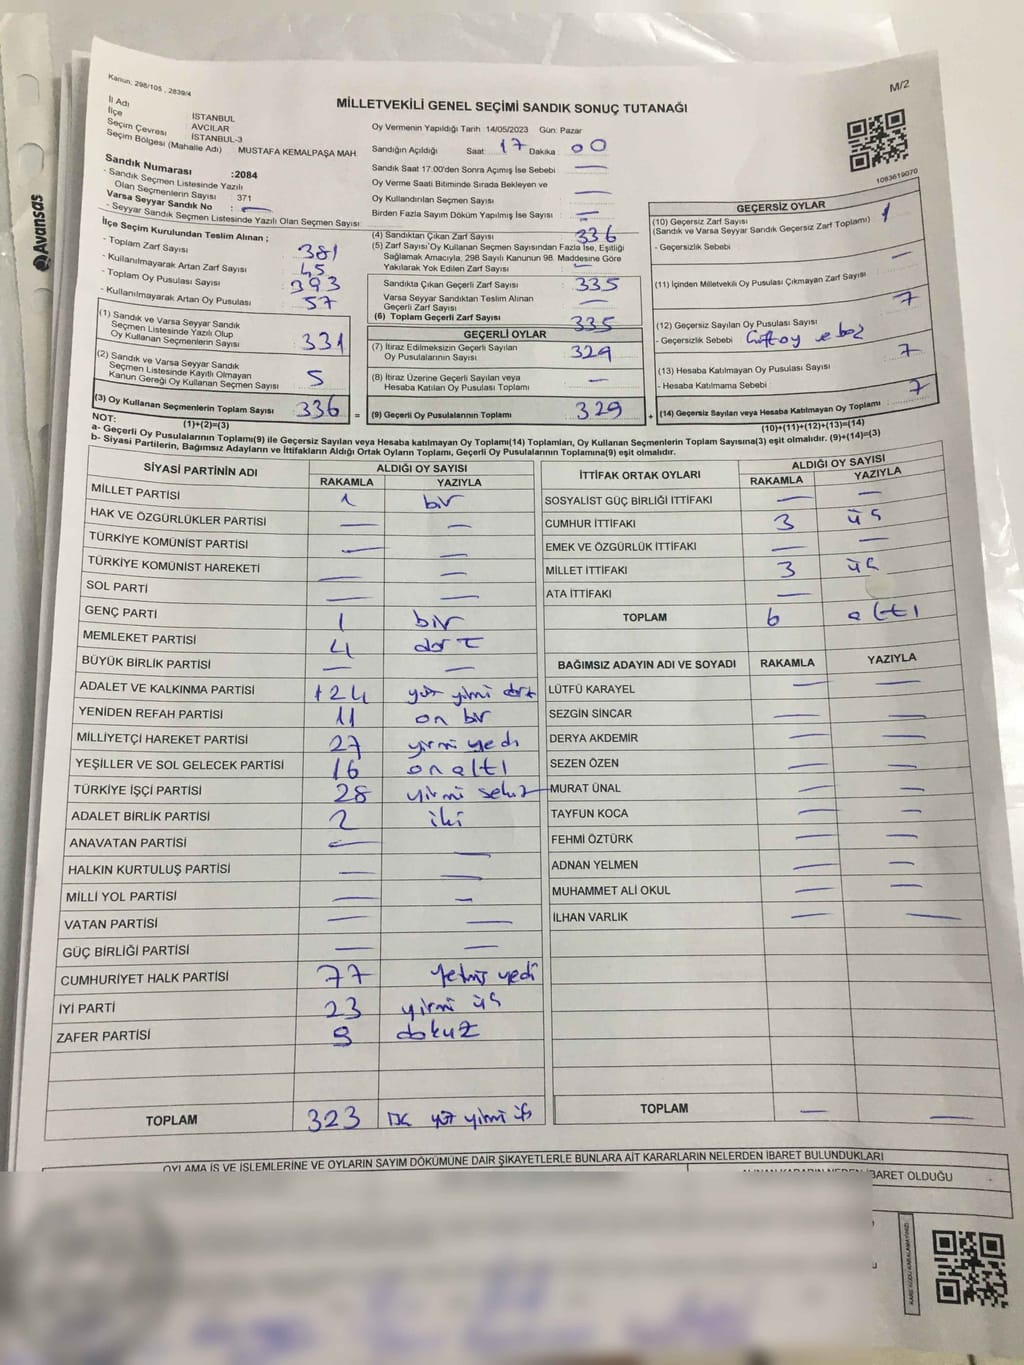 Avansas
Kanun: 298/105 , 2839/4
M/2
MİLLETVEKİLİ GENEL SEÇİMİ SANDIK SONUÇ TUTANAĞI
İl Adı : İSTANBUL
İlçe : AVCILAR
Seçim Çevresi : İSTANBUL-3
Seçim Bölgesi (Mahalle Adı) : MUSTAFA KEMALPAŞA MAH.
Sandık Numarası :2084
- Sandık Seçmen Listesinde Yazılı
Olan Seçmenlerin Sayısı : 371
Varsa Seyyar Sandık No : —
- Seyyar Sandık Seçmen Listesinde Yazılı Olan Seçmen Sayısı:
Oy Vermenin Yapıldığı Tarih 14/05/2023 Gün: Pazar
Sandığın Açıldığı Saat: 17 Dakika 00
Sandık Saat 17:00'den Sonra Açımış İse Sebebi —
Oy Verme Saati Bitiminde Sırada Bekleyen ve
Oy Kullandırılan Seçmen Sayısı : —
Birden Fazla Sayım Döküm Yapılmış İse Sayısı : —
1083619070
İlçe Seçim Kurulundan Teslim Alınan ;
- Toplam Zarf Sayısı : 381
- Kullanılmayarak Artan Zarf Sayısı : 45
- Toplam Oy Pusulası Sayısı : 393
- Kullanılmayarak Artan Oy Pusulası : 57
(1) Sandık ve Varsa Seyyar Sandık
Seçmen Listesinde Yazılı Olup
Oy Kullanan Seçmenlerin Sayısı : 331
(2) Sandık ve Varsa Seyyar Sandık
Seçmen Listesinde Kayıtlı Olmayan
Kanun Gereği Oy Kullanan Seçmen Sayısı : 5
(3) Oy Kullanan Seçmenlerin Toplam Sayısı : 336
(1)+(2)=(3)
(4) Sandıktan Çıkan Zarf Sayısı : 336
(5) Zarf Sayısı Oy Kullanan Seçmen Sayısından Fazla İse, Eşitliği
Sağlamak Amacıyla, 298 Sayılı Kanunun 98. Maddesine Göre
Yakılarak Yok Edilen Zarf Sayısı : —
Sandıkta Çıkan Geçerli Zarf Sayısı : 335
Varsa Seyyar Sandıktan Teslim Alınan
Geçerli Zarf Sayısı : —
(6) Toplam Geçerli Zarf Sayısı : 335
GEÇERLİ OYLAR
(7) İtiraz Edilmeksizin Geçerli Sayılan
Oy Pusulalarının Sayısı : 329
(8) İtiraz Üzerine Geçerli Sayılan veya
Hesaba Katılan Oy Pusulası Toplamı : —
= (9) Geçerli Oy Pusulalarının Toplamı : 329
GEÇERSİZ OYLAR
(10) Geçersiz Zarf Sayısı
(Sandık ve Varsa Seyyar Sandık Geçersiz Zarf Toplamı) 1
- Geçersizlik Sebebi :
(11) İçinden Milletvekili Oy Pusulası Çıkmayan Zarf Sayısı : —
(12) Geçersiz Sayılan Oy Pusulası Sayısı : 7
- Geçersizlik Sebebi :
(13) Hesaba Katılmayan Oy Pusulası Sayısı : 7
- Hesaba Katılmama Sebebi :
+ (14) Geçersiz Sayılan veya Hesaba Katılmayan Oy Toplamı : 7
(10)+(11)+(12)+(13)=(14)
NOT:
a- Geçerli Oy Pusulalarının Toplamı(9) ile Geçersiz Sayılan veya Hesaba katılmayan Oy Toplamı(14) Toplamları, Oy Kullanan Seçmenlerin Toplam Sayısına(3) eşit olmalıdır. (9)+(14)=(3)
b- Siyasi Partilerin, Bağımsız Adayların ve İttifakların Aldığı Ortak Oyların Toplamı, Geçerli Oy Pusulalarının Toplamına(9) eşit olmalıdır.
SİYASİ PARTİNİN ADI ALDIĞI OY SAYISI
RAKAMLA YAZIYLA
MİLLET PARTİSİ 1 bir
HAK VE ÖZGÜRLÜKLER PARTİSİ — —
TÜRKİYE KOMÜNİST PARTİSİ — —
TÜRKİYE KOMÜNİST HAREKETİ — —
SOL PARTİ — —
GENÇ PARTİ 1 bir
MEMLEKET PARTİSİ 4 dört
BÜYÜK BİRLİK PARTİSİ — —
ADALET VE KALKINMA PARTİSİ 124 yüz yirmi dört
YENİDEN REFAH PARTİSİ 11 on bir
MİLLİYETÇİ HAREKET PARTİSİ 27 yirmi yedi
YEŞİLLER VE SOL GELECEK PARTİSİ 16 on altı
TÜRKİYE İŞÇİ PARTİSİ 28 yirmi sekiz
ADALET BİRLİK PARTİSİ 2 iki
ANAVATAN PARTİSİ — —
HALKIN KURTULUŞ PARTİSİ — —
MİLLİ YOL PARTİSİ — —
VATAN PARTİSİ — —
GÜÇ BİRLİĞİ PARTİSİ — —
CUMHURİYET HALK PARTİSİ 77 yetmiş yedi
İYİ PARTİ 23 yirmi üç
ZAFER PARTİSİ 9 dokuz
TOPLAM 323 üç yüz yirmi üç
İTTİFAK ORTAK OYLARI ALDIĞI OY SAYISI
RAKAMLA YAZIYLA
SOSYALİST GÜÇ BİRLİĞİ İTTİFAKI — —
CUMHUR İTTİFAKI 3 üç
EMEK VE ÖZGÜRLÜK İTTİFAKI — —
MİLLET İTTİFAKI 3 üç
ATA İTTİFAKI —
TOPLAM 6 altı
BAĞIMSIZ ADAYIN ADI VE SOYADI RAKAMLA YAZIYLA
LÜTFÜ KARAYEL — —
SEZGİN SİNCAR — —
DERYA AKDEMİR — —
SEZEN ÖZEN — —
MURAT ÜNAL — —
TAYFUN KOCA — —
FEHMİ ÖZTÜRK — —
ADNAN YELMEN — —
MUHAMMET ALİ OKUL — —
İLHAN VARLIK — —
TOPLAM — —
OYLAMA İŞ VE İŞLEMLERİNE VE OYLARIN SAYIM DÖKÜMÜNE DAİR ŞİKAYETLERLE BUNLARA AİT KARARLARIN NELERDEN İBARET BULUNDUKLARI
ALINAN KARARIN NEDEN İBARET OLDUĞU